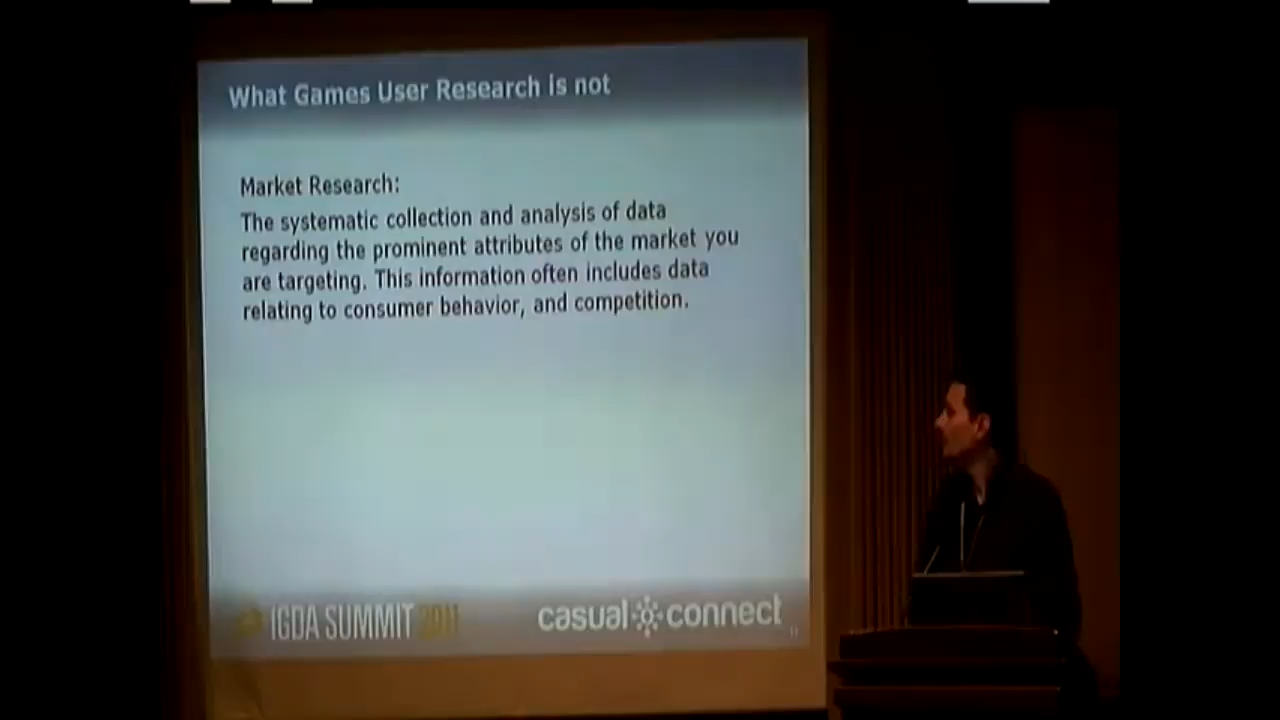 What Games User Research is not
Market Research:
The systematic collection and analysis of data
regarding the prominent attributes of the market you
are targeting. This information often includes data
relating to consumer behavior, and competition.
IGDA SUMMIT 2011
casual connect